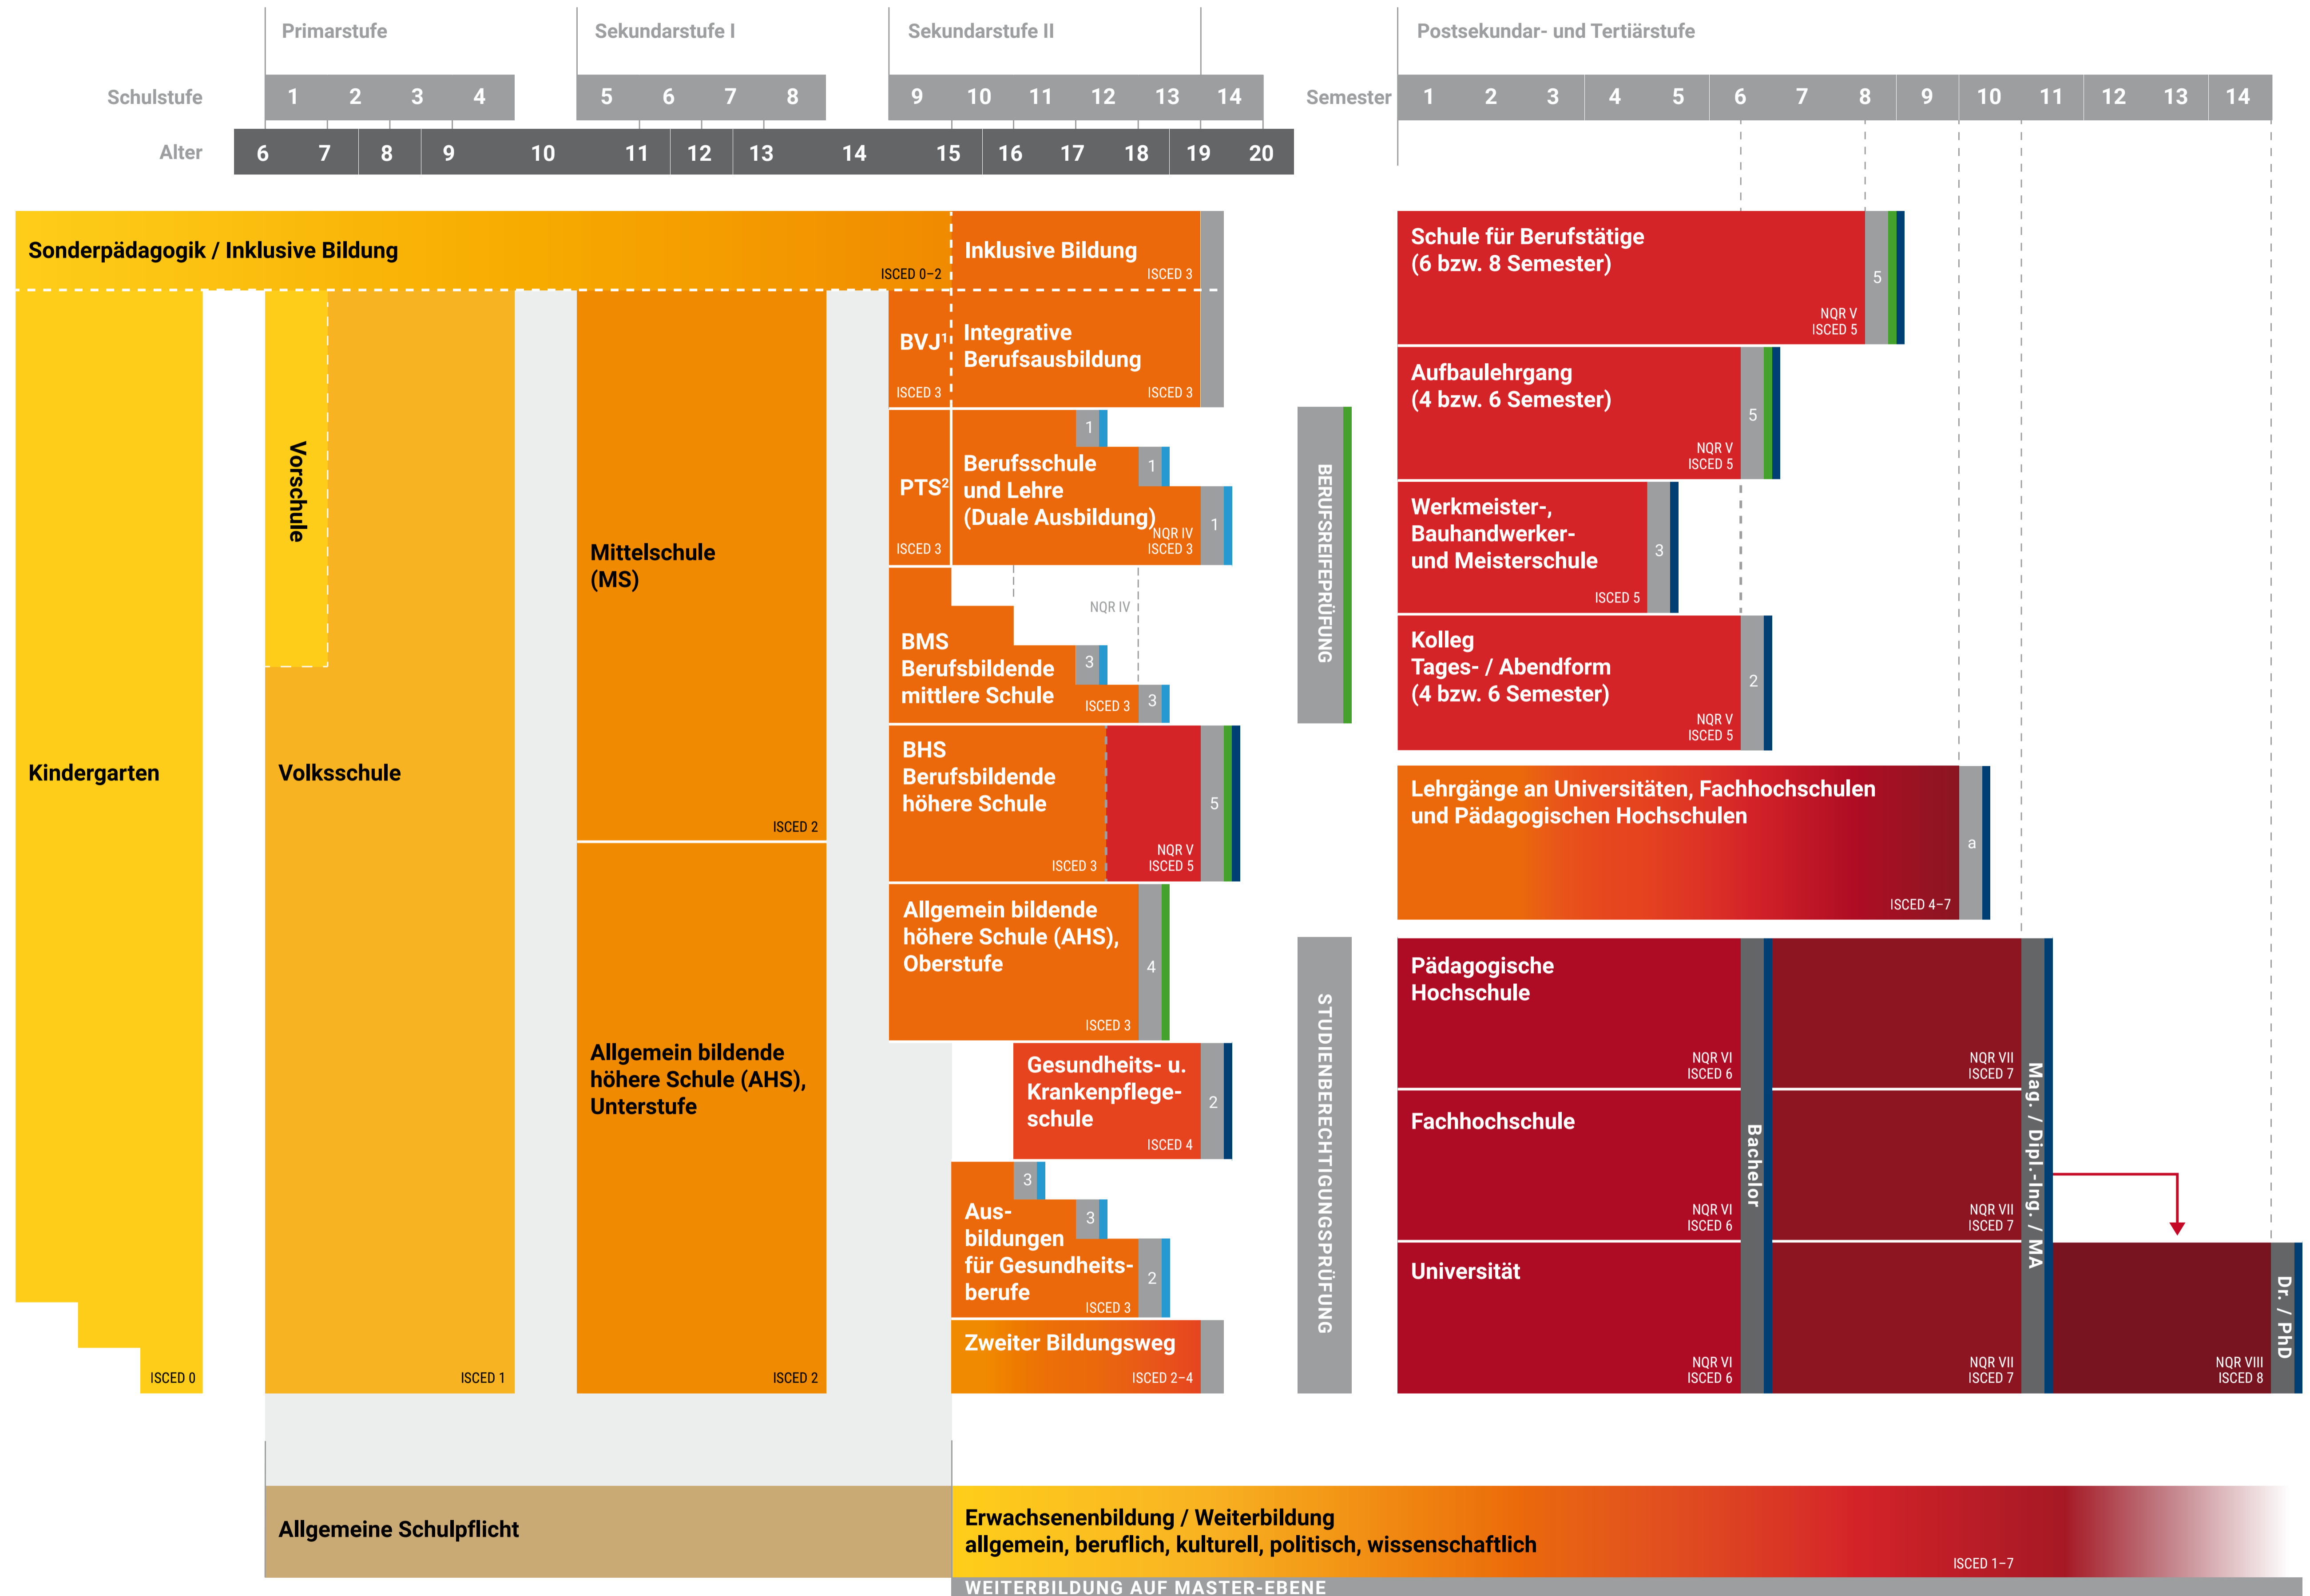 Primarstufe
Sekundarstufe I
Sekundarstufe II
Postsekundar- und Tertiärstufe
Schulstufe
1 2 3 4
5 6 7 8
9 10 11 12 13 14
Semester
1 2 3 4 5 6 7 8 9 10 11 12 13 14
Alter
6 7 8 9 10 11 12 13 14 15 16 17 18 19 20
Sonderpädagogik / Inklusive Bildung
ISCED 0–2
Inklusive Bildung
ISCED 3
Kindergarten
ISCED 0
Vorschule
Volksschule
ISCED 1
Mittelschule
(MS)
ISCED 2
Allgemein bildende
höhere Schule (AHS),
Unterstufe
ISCED 2
BVJ¹
ISCED 3
Integrative
Berufsausbildung
ISCED 3
PTS²
ISCED 3
1
1
Berufsschule
und Lehre
(Duale Ausbildung)
NQR IV
ISCED 3
1
NQR IV
BMS
Berufsbildende
mittlere Schule
3
ISCED 3
3
BHS
Berufsbildende
höhere Schule
ISCED 3
NQR V
ISCED 5
5
Allgemein bildende
höhere Schule (AHS),
Oberstufe
ISCED 3
4
Gesundheits- u.
Krankenpflege-
schule
ISCED 4
2
3
3
Aus-
bildungen
für Gesundheits-
berufe
ISCED 3
2
Zweiter Bildungsweg
ISCED 2–4
BERUFSREIFEPRÜFUNG
STUDIENBERECHTIGUNGSPRÜFUNG
Schule für Berufstätige
(6 bzw. 8 Semester)
NQR V
ISCED 5
5
Aufbaulehrgang
(4 bzw. 6 Semester)
NQR V
ISCED 5
5
Werkmeister-,
Bauhandwerker-
und Meisterschule
ISCED 5
3
Kolleg
Tages- / Abendform
(4 bzw. 6 Semester)
NQR V
ISCED 5
2
Lehrgänge an Universitäten, Fachhochschulen
und Pädagogischen Hochschulen
ISCED 4–7
a
Pädagogische
Hochschule
NQR VI
ISCED 6
NQR VII
ISCED 7
Fachhochschule
NQR VI
ISCED 6
NQR VII
ISCED 7
Universität
NQR VI
ISCED 6
NQR VII
ISCED 7
NQR VIII
ISCED 8
Bachelor
Mag. / Dipl.-Ing. / MA
Dr. / PhD
Allgemeine Schulpflicht
Erwachsenenbildung / Weiterbildung
allgemein, beruflich, kulturell, politisch, wissenschaftlich
ISCED 1–7
WEITERBILDUNG AUF MASTER-EBENE